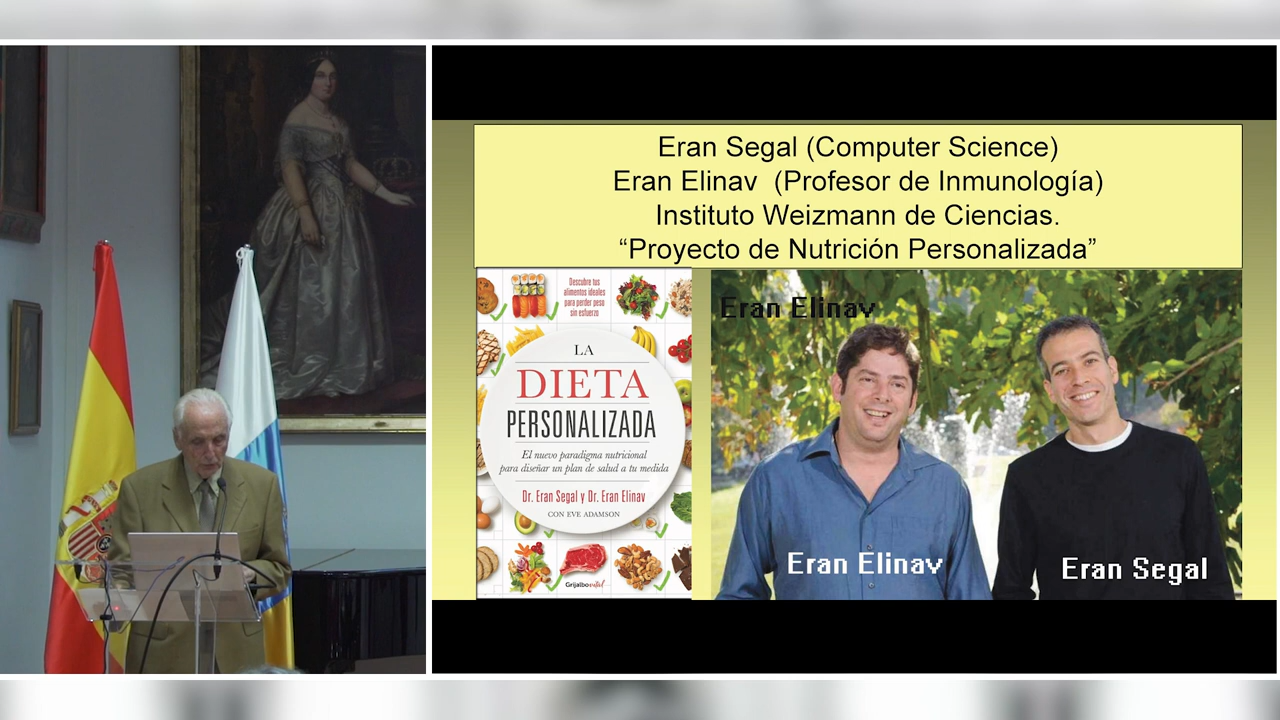 Eran Segal (Computer Science)
Eran Elinav (Profesor de Inmunología)
Instituto Weizmann de Ciencias.
“Proyecto de Nutrición Personalizada”
Descubre tus
alimentos ideales
para perder peso
sin esfuerzo
LA
DIETA
PERSONALIZADA
El nuevo paradigma nutricional
para diseñar un plan de salud a tu medida
Dr. Eran Segal y Dr. Eran Elinav
CON EVE ADAMSON
Grijalbovital
Eran Elinav
Eran Elinav
Eran Segal